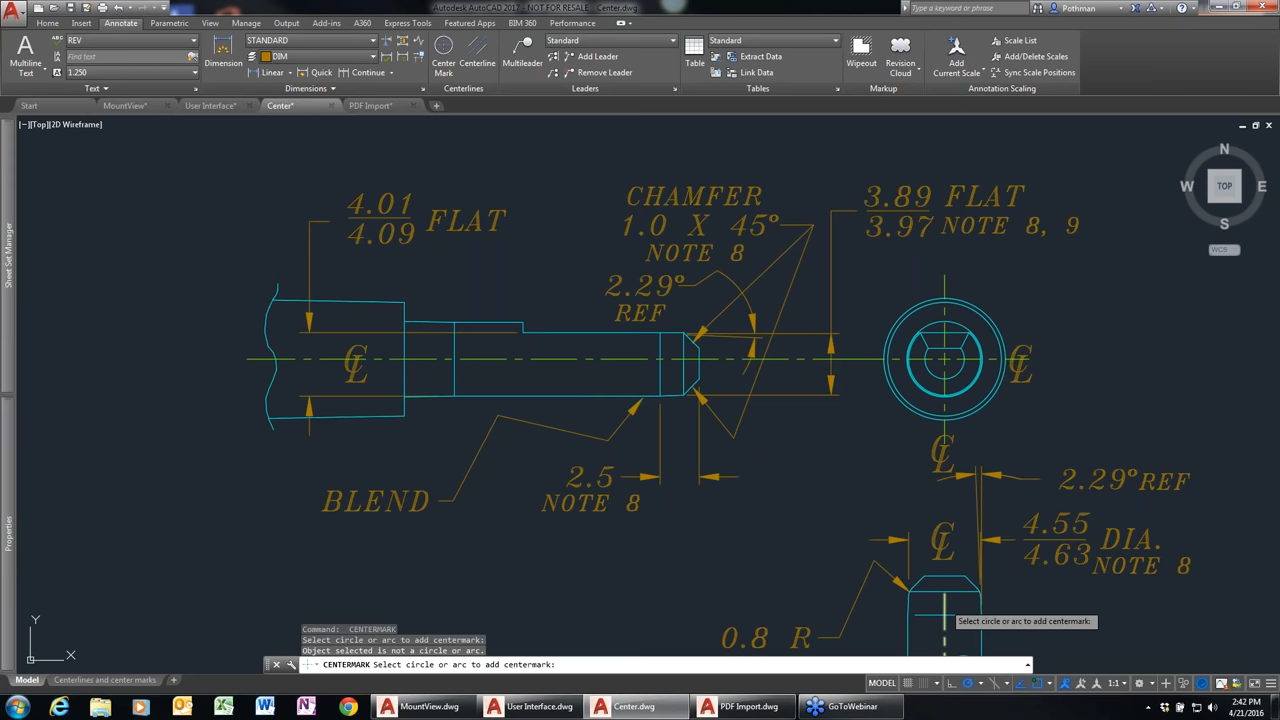 Autodesk AutoCAD 2017 - NOT FOR RESALE  Center.dwg
Type a keyword or phrase
Pothman
Home Insert Annotate Parametric View Manage Output Add-ins A360 Express Tools Featured Apps BIM 360 Performance
REV STANDARD Standard Standard
Find text DIM
1.250 Linear Quick Continue
Multiline Text
Dimension
Center Mark
Centerline
Multileader
Add Leader
Remove Leader
Table
Extract Data
Link Data
Wipeout
Revision Cloud
Add Current Scale
Scale List
Add/Delete Scales
Sync Scale Positions
Text Dimensions Centerlines Leaders Tables Markup Annotation Scaling
Start MountView* User Interface* Center* PDF Import*
[−][Top][2D Wireframe]
Sheet Set Manager
Properties
N
W TOP E
S
WCS
4.01
4.09 FLAT
CHAMFER
1.0 X 45°
NOTE 8
2.29°
REF
3.89 FLAT
3.97 NOTE 8, 9
℄
℄
℄
BLEND
2.5
NOTE 8
2.29° REF
℄
4.55
4.63 DIA.
NOTE 8
0.8 R
Select circle or arc to add centermark:
Y
X
Command: CENTERMARK
Select circle or arc to add centermark:
Object selected is not a circle or arc.
CENTERMARK Select circle or arc to add centermark:
Model Centerlines and center marks
MODEL 1:1
MountView.dwg User Interface.dwg Center.dwg PDF Import.dwg GoToWebinar
2:42 PM
4/21/2016